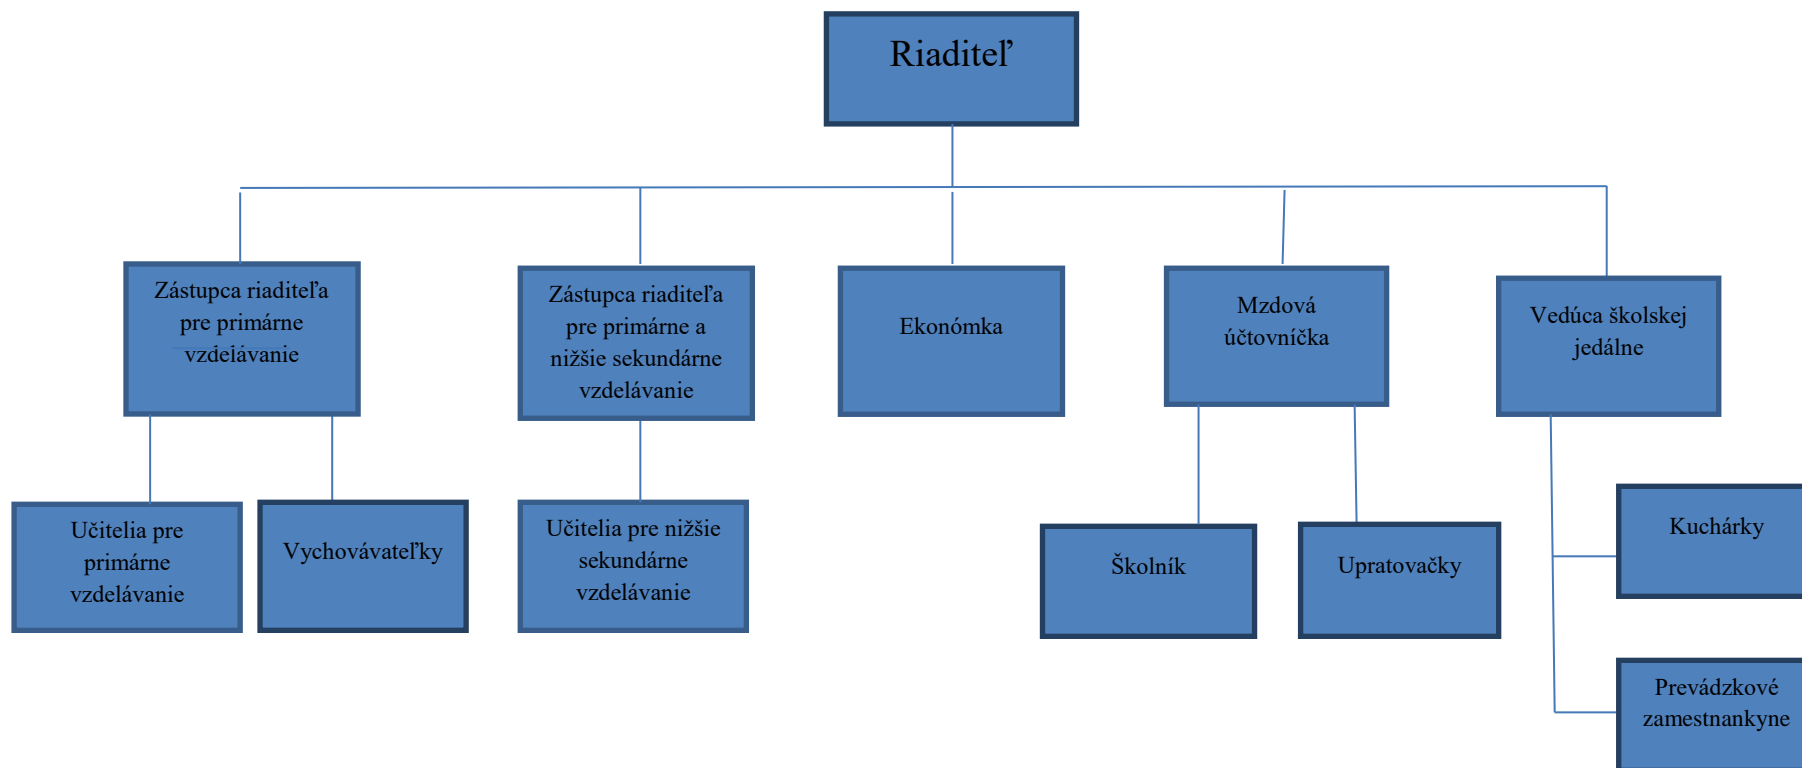 Riaditeľ
Zástupca riaditeľa
pre primárne
vzdelávanie
Zástupca riaditeľa
pre primárne a
nižšie sekundárne
vzdelávanie
Ekonómka
Mzdová
účtovníčka
Vedúca školskej
jedálne
Učitelia pre
primárne
vzdelávanie
Vychovávateľky
Učitelia pre nižšie
sekundárne
vzdelávanie
Školník
Upratovačky
Kuchárky
Prevádzkové
zamestnankyne